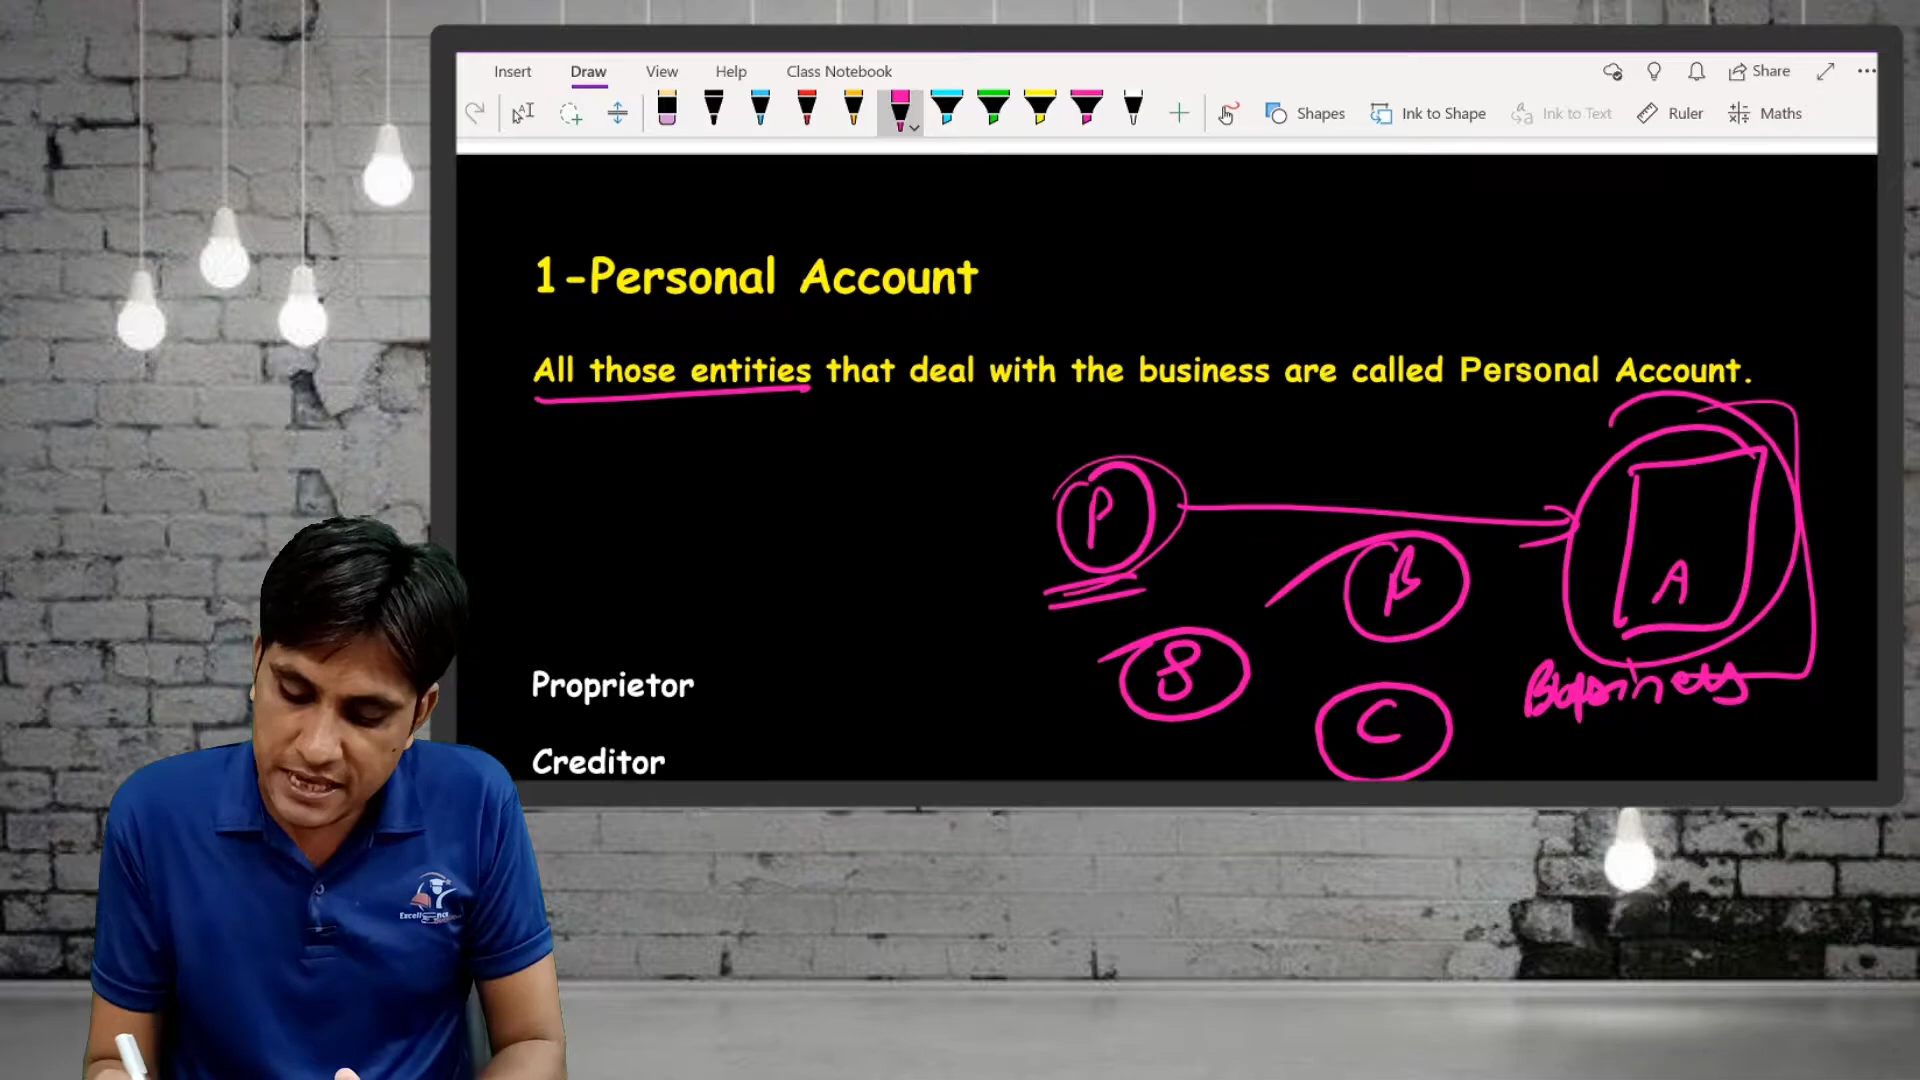 Insert Draw View Help Class Notebook Share
Shapes Ink to Shape Ink to Text Ruler Maths
1-Personal Account
All those entities that deal with the business are called Personal Account.
P
B
A
8
C
Business
Proprietor
Creditor